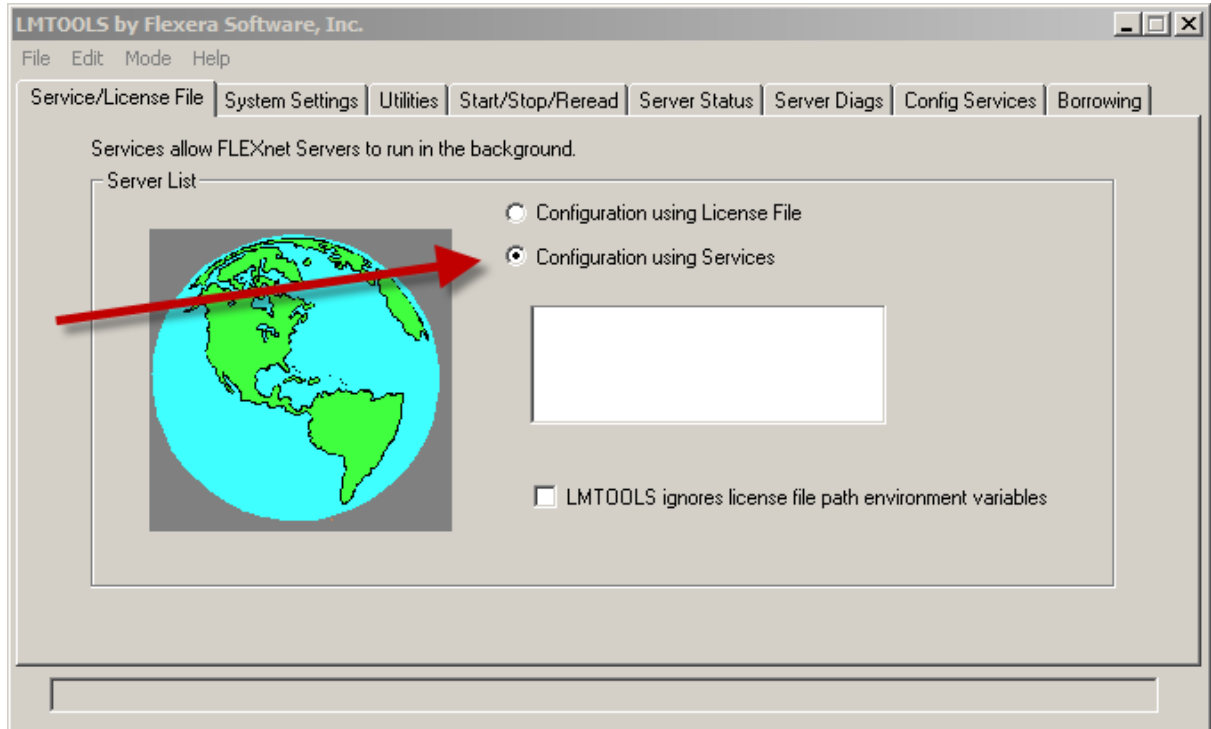 LMTOOLS by Flexera Software, Inc.
File Edit Mode Help
Service/License File System Settings Utilities Start/Stop/Reread Server Status Server Diags Config Services Borrowing
Services allow FLEXnet Servers to run in the background.
Server List
Configuration using License File
Configuration using Services
LMTOOLS ignores license file path environment variables